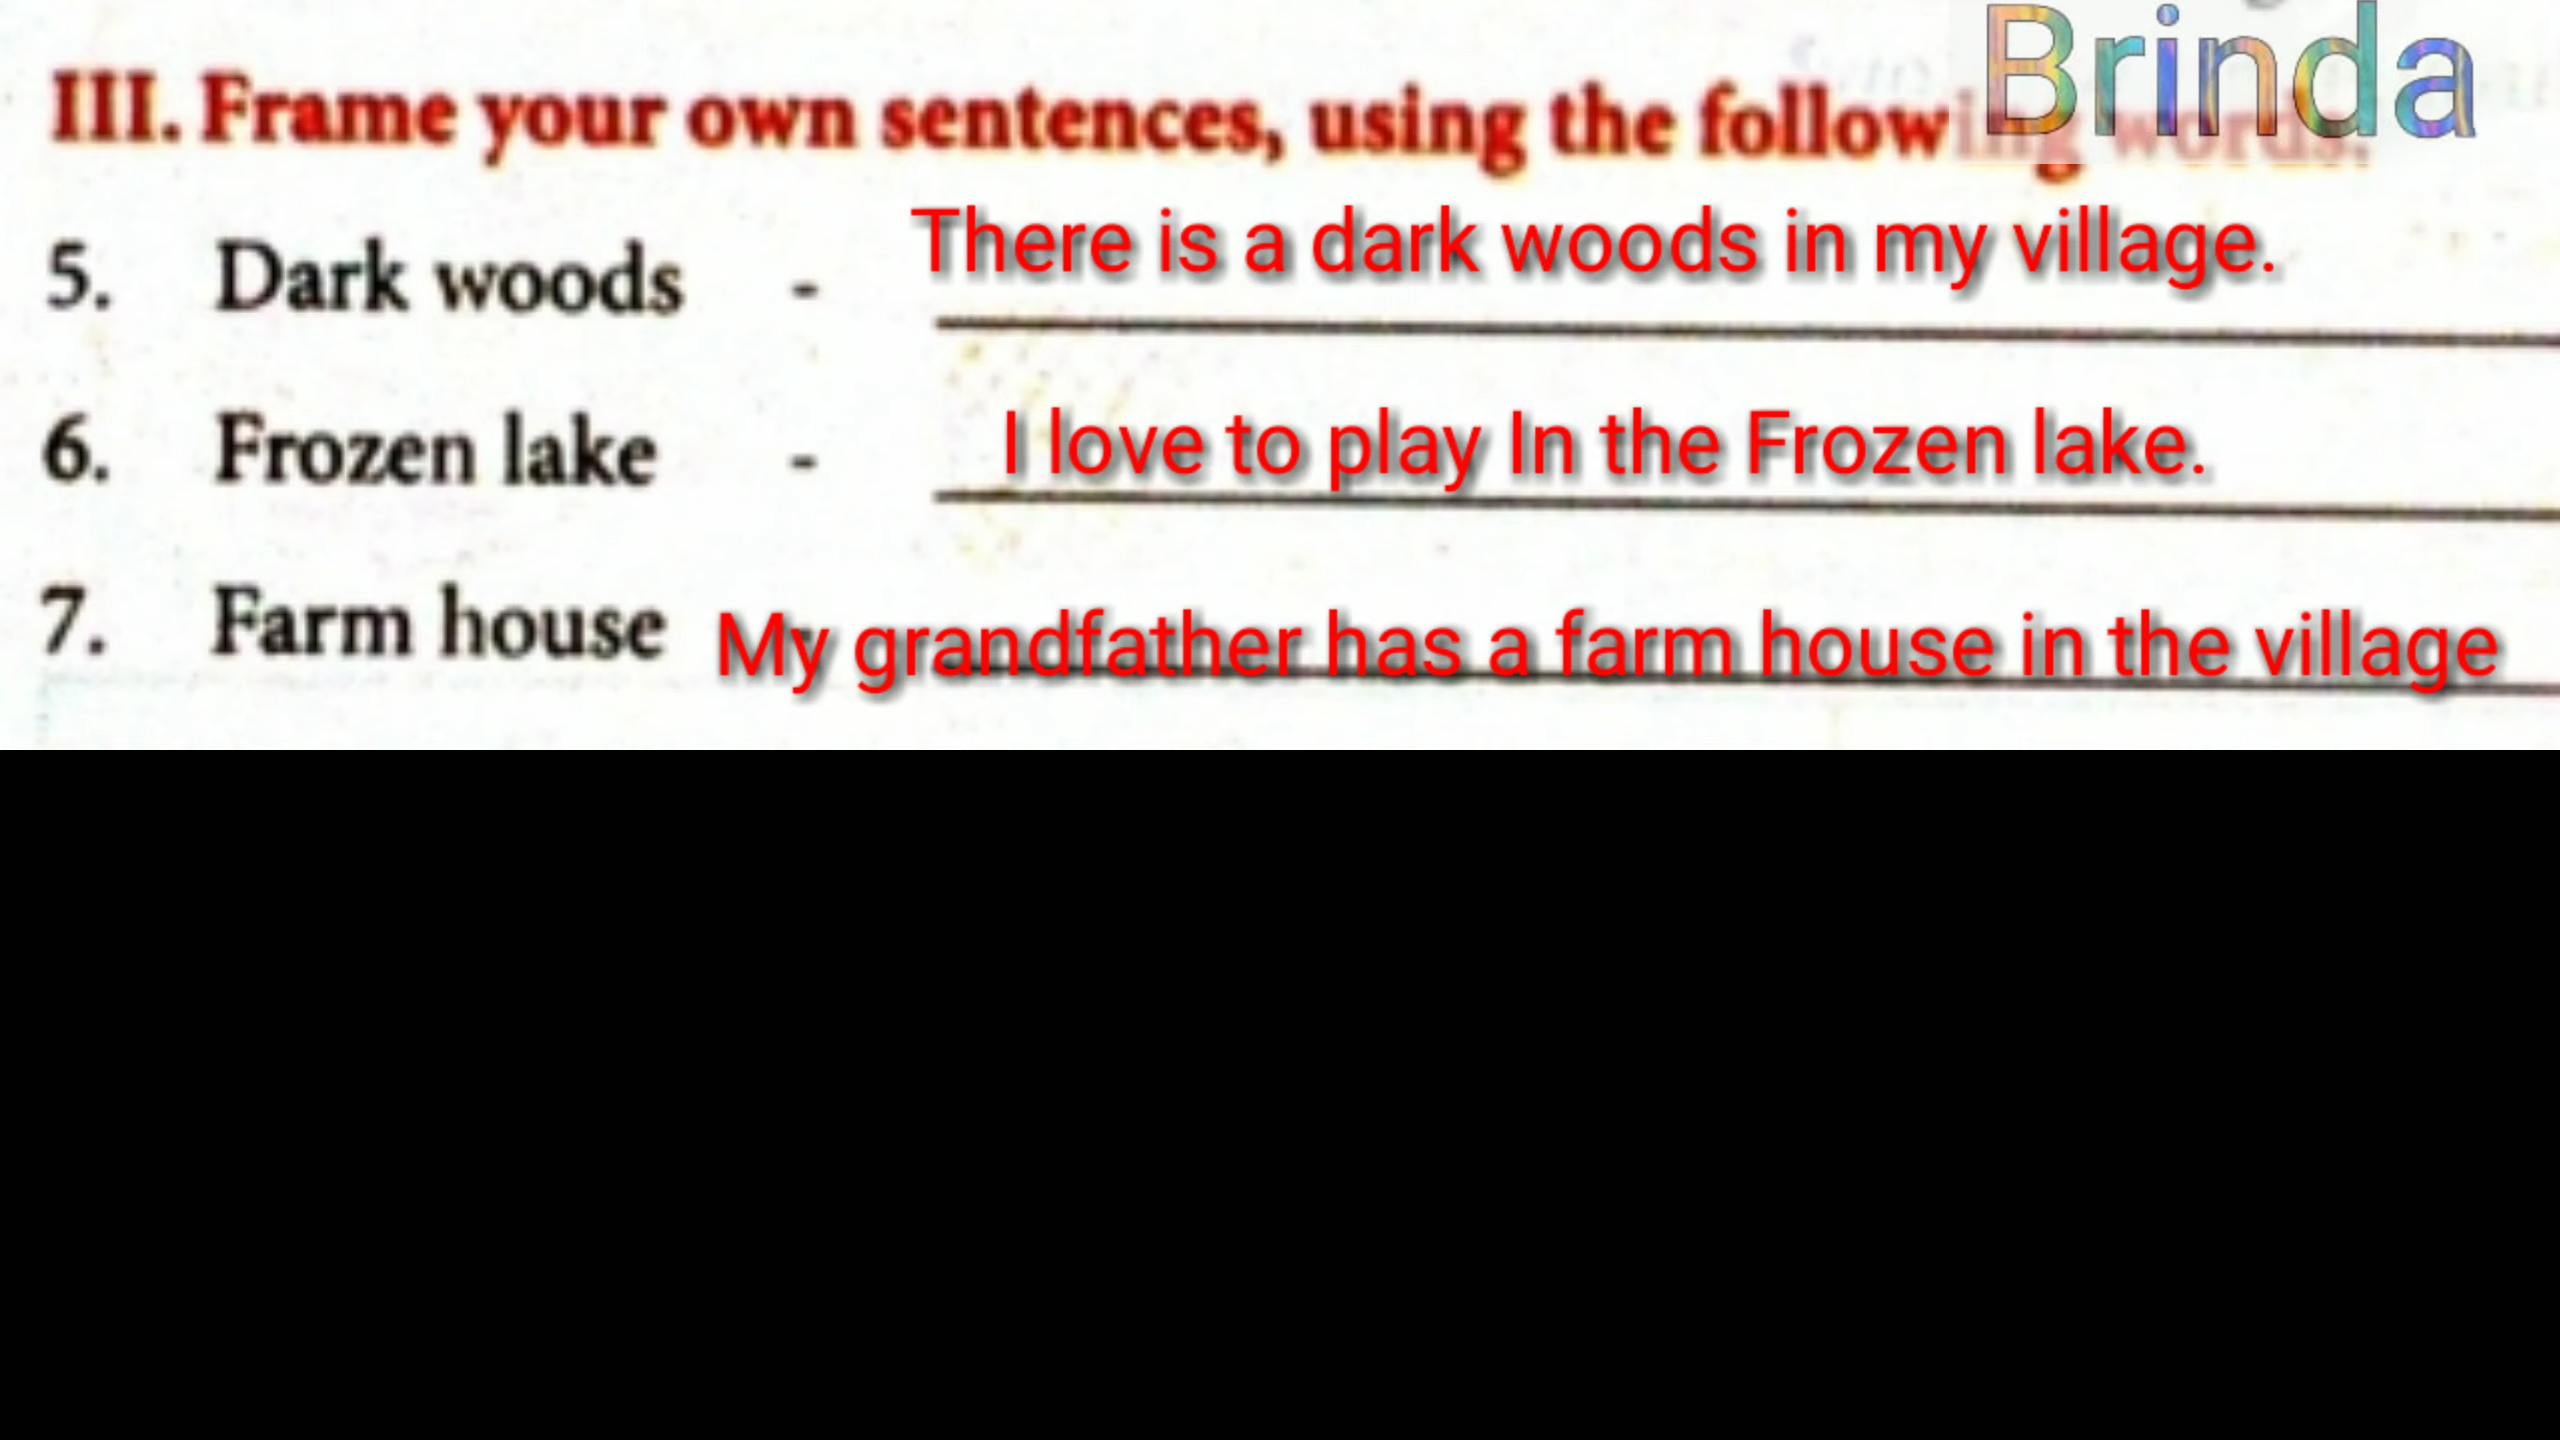 Brinda
III. Frame your own sentences, using the following words.
5. Dark woods - There is a dark woods in my village.
6. Frozen lake - I love to play In the Frozen lake.
7. Farm house - My grandfather has a farm house in the village